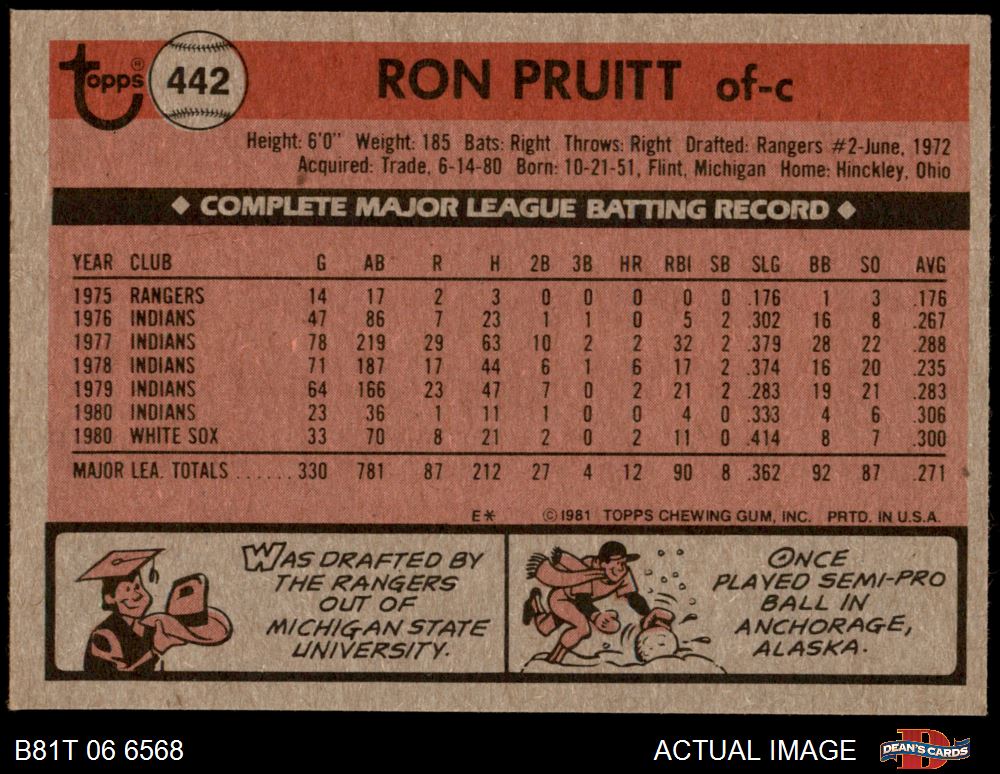 Topps ® 442 RON PRUITT of-c
Height: 6'0" Weight: 185 Bats: Right Throws: Right Drafted: Rangers #2-June, 1972
Acquired: Trade, 6-14-80 Born: 10-21-51, Flint, Michigan Home: Hinckley, Ohio
◆ COMPLETE MAJOR LEAGUE BATTING RECORD ◆
YEAR CLUB G AB R H 2B 3B HR RBI SB SLG BB SO AVG
1975 RANGERS 14 17 2 3 0 0 0 0 0 .176 1 3 .176
1976 INDIANS 47 86 7 23 1 1 0 5 2 .302 16 8 .267
1977 INDIANS 78 219 29 63 10 2 2 32 2 .379 28 22 .288
1978 INDIANS 71 187 17 44 6 1 6 17 2 .374 16 20 .235
1979 INDIANS 64 166 23 47 7 0 2 21 2 .283 19 21 .283
1980 INDIANS 23 36 1 11 1 0 0 4 0 .333 4 6 .306
1980 WHITE SOX 33 70 8 21 2 0 2 11 0 .414 8 7 .300
MAJOR LEA. TOTALS ...... 330 781 87 212 27 4 12 90 8 .362 92 87 .271
E* © 1981 TOPPS CHEWING GUM, INC. PRTD. IN U.S.A.
WAS DRAFTED BY
THE RANGERS
OUT OF
MICHIGAN STATE
UNIVERSITY.
ONCE
PLAYED SEMI-PRO
BALL IN
ANCHORAGE,
ALASKA.
B81T 06 6568 ACTUAL IMAGE DEAN'S CARDS